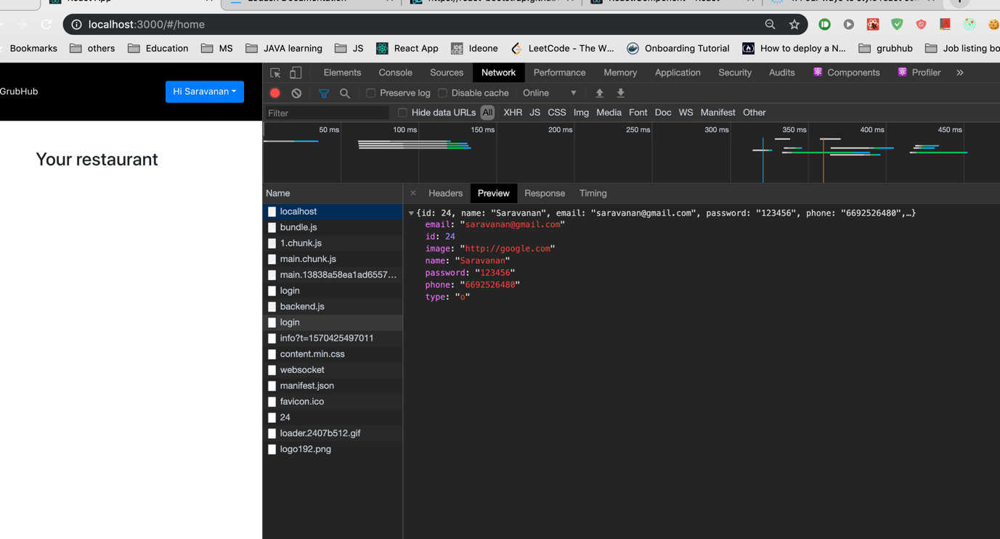 localhost:3000/#/home
Bookmarks others Education MS JAVA learning JS React App IDE ONE Ideone LeetCode - The W... Onboarding Tutorial How to deploy a N... grubhub Job listing bo
GrubHub Hi Saravanan
Your restaurant
Elements Console Sources Network Performance Memory Application Security Audits Components Profiler »
Preserve log Disable cache Online
Filter Hide data URLs All XHR JS CSS Img Media Font Doc WS Manifest Other
50 ms 100 ms 150 ms 200 ms 250 ms 300 ms 350 ms 400 ms 450 ms
Name × Headers Preview Response Timing
localhost
bundle.js
1.chunk.js
main.chunk.js
main.13838a58ea1ad6557...
login
backend.js
login
info?t=1570425497011
content.min.css
websocket
manifest.json
favicon.ico
24
loader.2407b512.gif
logo192.png
{id: 24, name: "Saravanan", email: "saravanan@gmail.com", password: "123456", phone: "6692526480",…}
email: "saravanan@gmail.com"
id: 24
image: "http://google.com"
name: "Saravanan"
password: "123456"
phone: "6692526480"
type: "o"